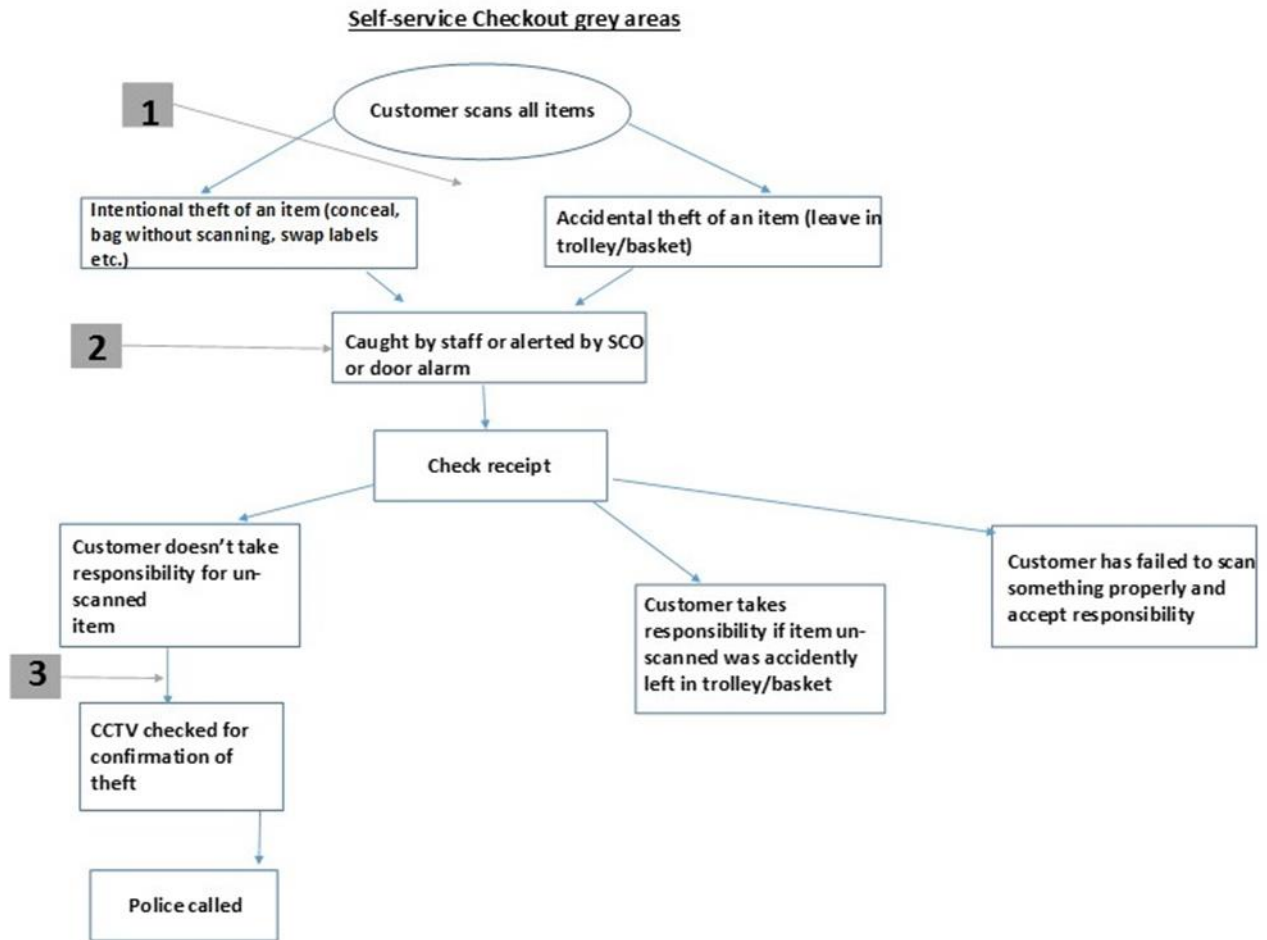 Self-service Checkout grey areas
1
Customer scans all items
Intentional theft of an item (conceal,
bag without scanning, swap labels
etc.)
Accidental theft of an item (leave in
trolley/basket)
2
Caught by staff or alerted by SCO
or door alarm
Check receipt
Customer doesn't take
responsibility for un-
scanned
item
Customer takes
responsibility if item un-
scanned was accidently
left in trolley/basket
Customer has failed to scan
something properly and
accept responsibility
3
CCTV checked for
confirmation of
theft
Police called